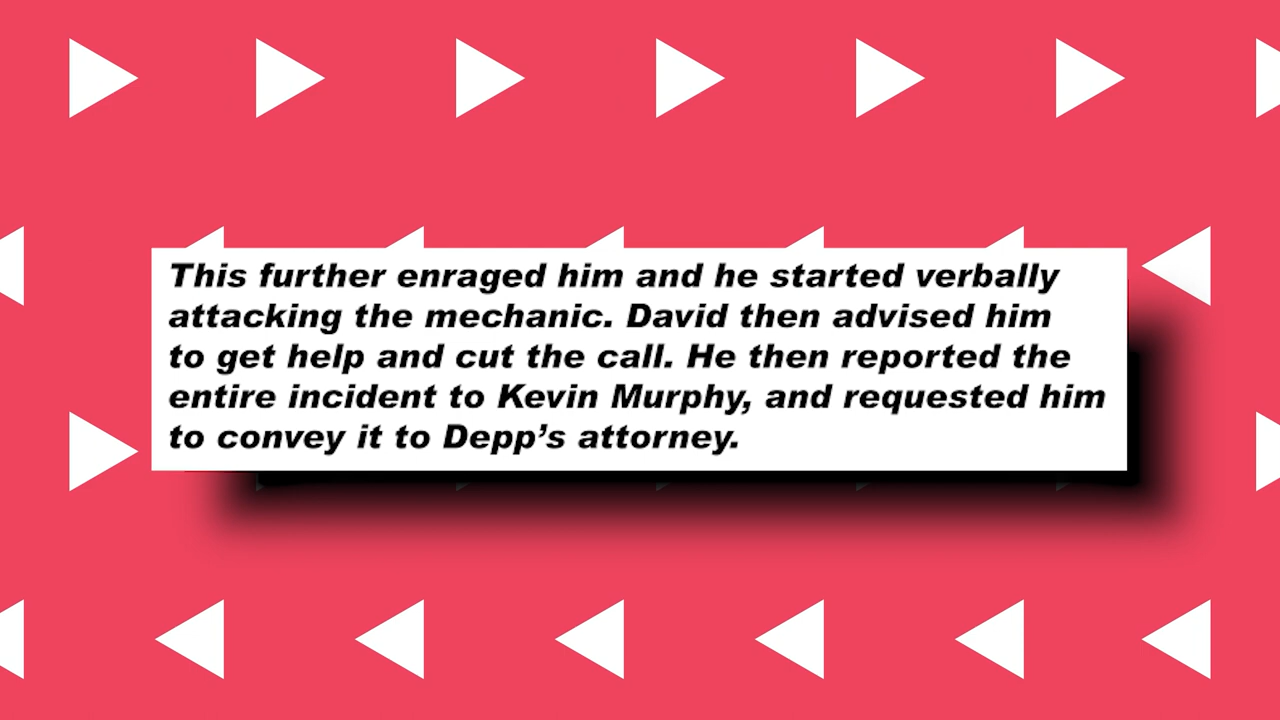 This further enraged him and he started verbally
attacking the mechanic. David then advised him
to get help and cut the call. He then reported the
entire incident to Kevin Murphy, and requested him
to convey it to Depp’s attorney.